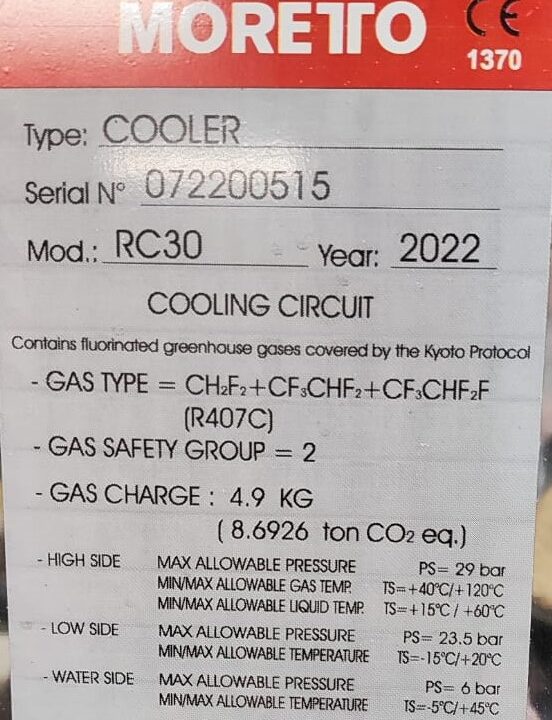 MORETTO CE
1370
Type: COOLER
Serial N° 072200515
Mod.: RC30 Year: 2022
COOLING CIRCUIT
Contains fluorinated greenhouse gases covered by the Kyoto Protocol
- GAS TYPE = CH₂F₂+CF₃CHF₂+CF₃CHF₂F
(R407C)
- GAS SAFETY GROUP = 2
- GAS CHARGE : 4.9 KG
( 8.6926 ton CO2 eq.)
- HIGH SIDE MAX ALLOWABLE PRESSURE PS= 29 bar
MIN/MAX ALLOWABLE GAS TEMP. TS=+40°C/+120°C
MIN/MAX ALLOWABLE LIQUID TEMP. TS=+15°C / +60°C
- LOW SIDE MAX ALLOWABLE PRESSURE PS= 23.5 bar
MIN/MAX ALLOWABLE TEMPERATURE TS=-15°C/+20°C
- WATER SIDE MAX ALLOWABLE PRESSURE PS= 6 bar
MIN/MAX ALLOWABLE TEMPERATURE TS=-5°C/+45°C